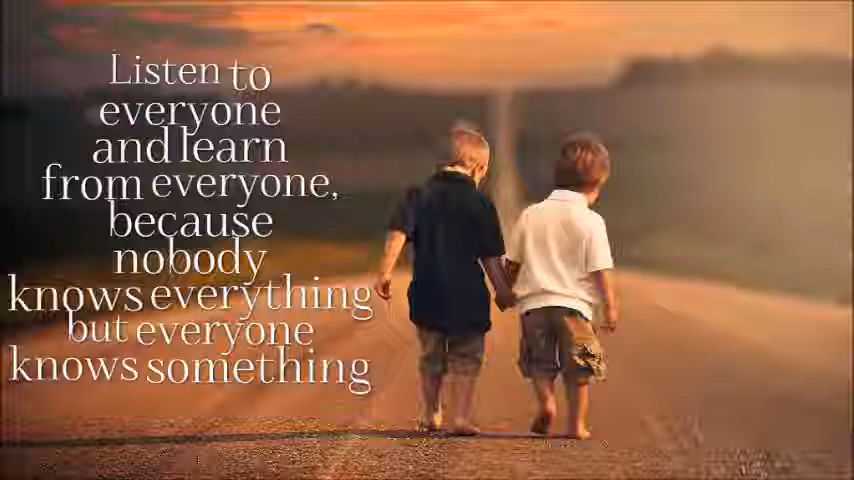 Listen to
everyone
and learn
from everyone,
because
nobody
knows everything
but everyone
knows something